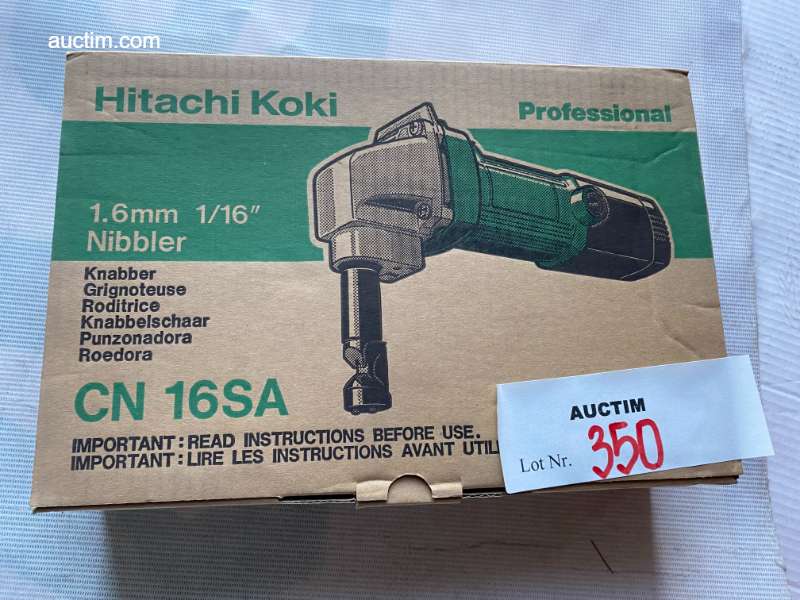 auctim.com
Hitachi Koki
Professional
1.6mm 1/16"
Nibbler
Knabber
Grignoteuse
Roditrice
Knabbelschaar
Punzonadora
Roedora
CN 16SA
IMPORTANT: READ INSTRUCTIONS BEFORE USE.
IMPORTANT: LIRE LES INSTRUCTIONS AVANT UTIL
AUCTIM
Lot Nr. 350